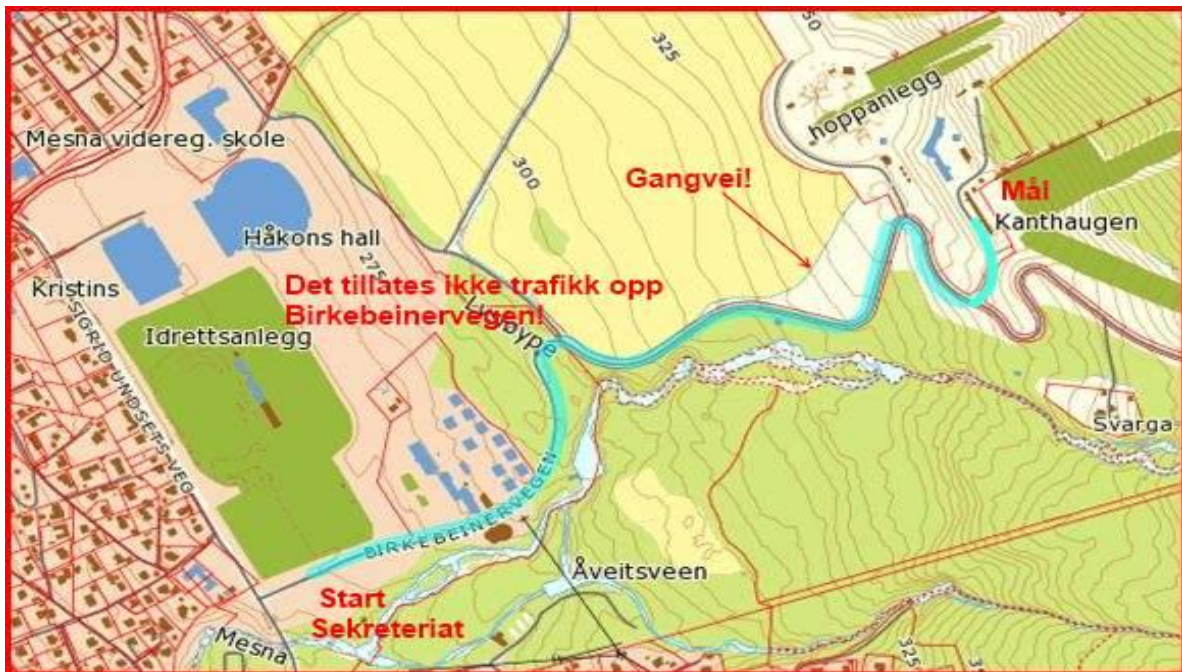 50
325
hoppanlegg
Mesna videreg. skole
300
Gangvei!
Mål
Kanthaugen
Håkons hall
275
Kristins
Det tillates ikke trafikk opp
Birkebeinervegen!
Idrettsanlegg
SIGRID UNDSETS VEG
Svarga
BIRKEBEINERVEGEN
Åveitsveen
Start
Sekreteriat
Mesna
325